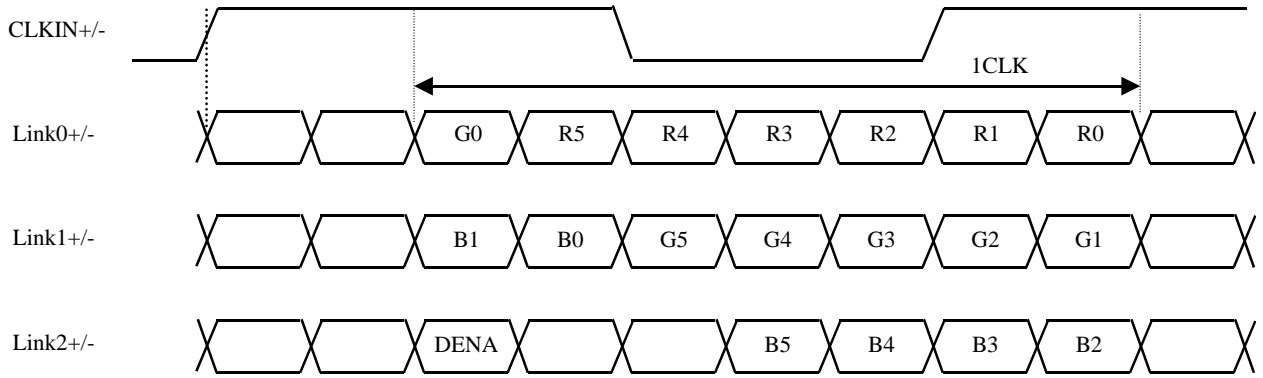 CLKIN+/-
1CLK
Link0+/- G0 R5 R4 R3 R2 R1 R0
Link1+/- B1 B0 G5 G4 G3 G2 G1
Link2+/- DENA B5 B4 B3 B2